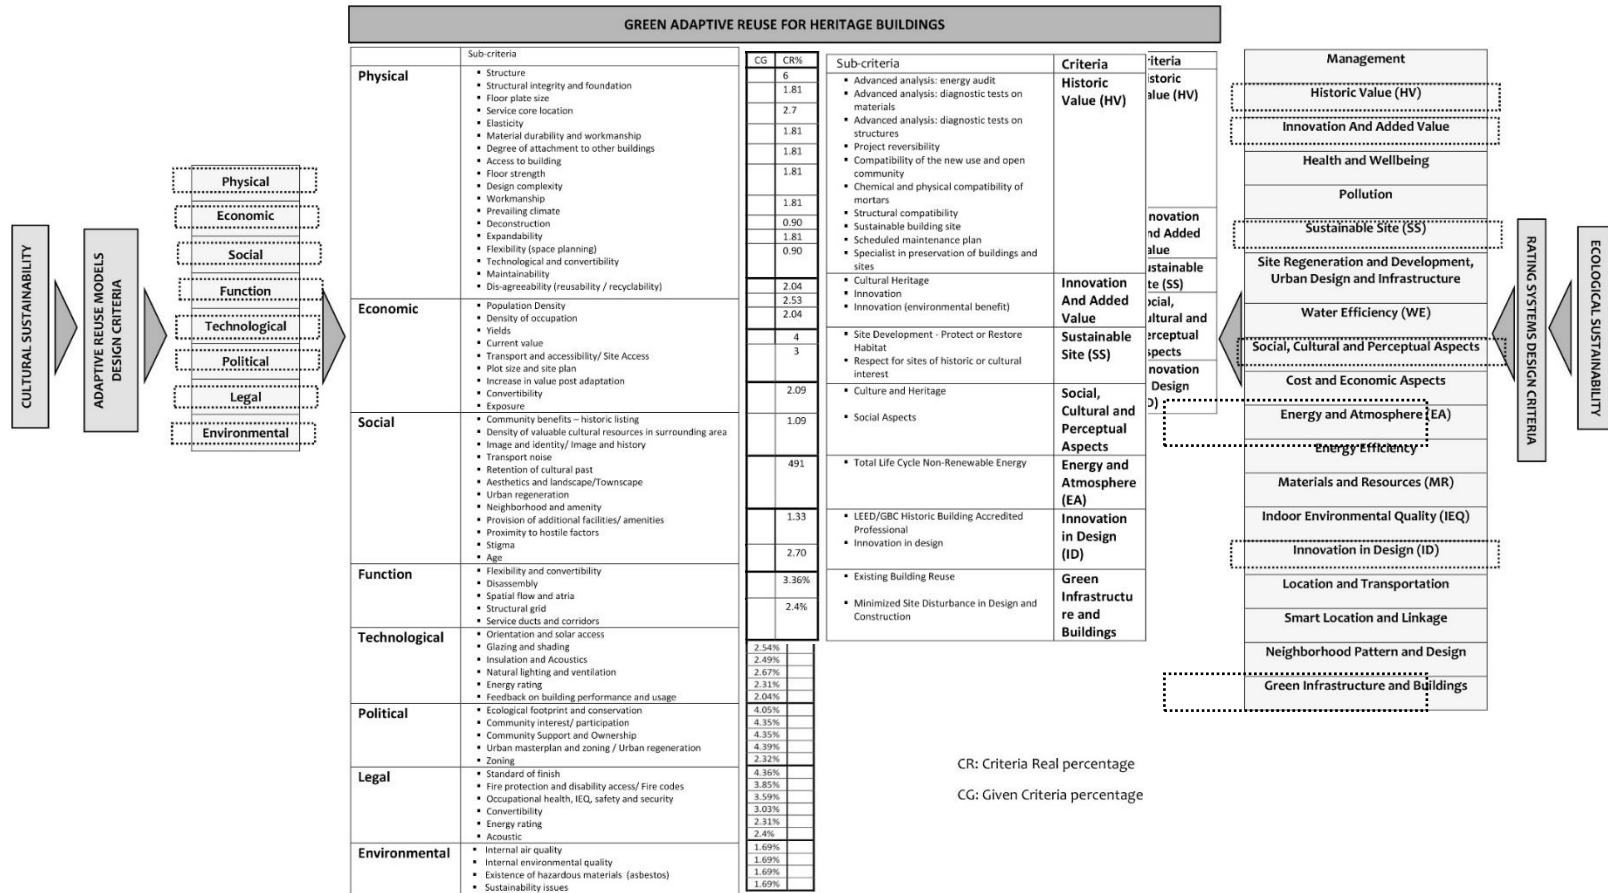 GREEN ADAPTIVE REUSE FOR HERITAGE BUILDINGS
CULTURAL SUSTAINABILITY
ADAPTIVE REUSE MODELS
DESIGN CRITERIA
Physical
Economic
Social
Function
Technological
Political
Legal
Environmental
Sub-criteria
Physical
Structure
Structural integrity and foundation
Floor plate size
Service core location
Elasticity
Material durability and workmanship
Degree of attachment to other buildings
Access to building
Floor strength
Design complexity
Workmanship
Prevailing climate
Deconstruction
Expandability
Flexibility (space planning)
Technological and convertibility
Maintainability
Dis-agreeability (reusability / recyclability)
Economic
Population Density
Density of occupation
Yields
Current value
Transport and accessibility/ Site Access
Plot size and site plan
Increase in value post adaptation
Convertibility
Exposure
Social
Community benefits – historic listing
Density of valuable cultural resources in surrounding area
Image and identity/ Image and history
Transport noise
Retention of cultural past
Aesthetics and landscape/Townscape
Urban regeneration
Neighborhood and amenity
Provision of additional facilities/ amenities
Proximity to hostile factors
Stigma
Age
Function
Flexibility and convertibility
Disassembly
Spatial flow and atria
Structural grid
Service ducts and corridors
Technological
Orientation and solar access
Glazing and shading
Insulation and Acoustics
Natural lighting and ventilation
Energy rating
Feedback on building performance and usage
Political
Ecological footprint and conservation
Community interest/ participation
Community Support and Ownership
Urban masterplan and zoning / Urban regeneration
Zoning
Legal
Standard of finish
Fire protection and disability access/ Fire codes
Occupational health, IEQ, safety and security
Convertibility
Energy rating
Acoustic
Environmental
Internal air quality
Internal environmental quality
Existence of hazardous materials (asbestos)
Sustainability issues
CG CR%
6
1.81
2.7
1.81
1.81
1.81
1.81
0.90
1.81
0.90
2.04
2.53
2.04
4
3
2.09
1.09
491
1.33
2.70
3.36%
2.4%
2.54%
2.49%
2.67%
2.31%
2.04%
4.05%
4.35%
4.35%
4.39%
2.32%
4.36%
3.85%
3.59%
3.03%
2.31%
2.4%
1.69%
1.69%
1.69%
1.69%
Sub-criteria Criteria
Advanced analysis: energy audit
Advanced analysis: diagnostic tests on
materials
Advanced analysis: diagnostic tests on
structures
Project reversibility
Compatibility of the new use and open
community
Chemical and physical compatibility of
mortars
Structural compatibility
Sustainable building site
Scheduled maintenance plan
Specialist in preservation of buildings and
sites
Historic
Value (HV)
Cultural Heritage
Innovation
Innovation (environmental benefit)
Innovation
And Added
Value
Site Development - Protect or Restore
Habitat
Respect for sites of historic or cultural
interest
Sustainable
Site (SS)
Culture and Heritage
Social Aspects
Social,
Cultural and
Perceptual
Aspects
Total Life Cycle Non-Renewable Energy
Energy and
Atmosphere
(EA)
LEED/GBC Historic Building Accredited
Professional
Innovation in design
Innovation
in Design
(ID)
Existing Building Reuse
Minimized Site Disturbance in Design and
Construction
Green
Infrastructu
re and
Buildings
riteria
istoric
alue (HV)
nnovation
nd Added
alue
ustainable
te (SS)
ocial,
ultural and
erceptual
spects
nnovation
Design
D)
CR: Criteria Real percentage
CG: Given Criteria percentage
Management
Historic Value (HV)
Innovation And Added Value
Health and Wellbeing
Pollution
Sustainable Site (SS)
Site Regeneration and Development,
Urban Design and Infrastructure
Water Efficiency (WE)
Social, Cultural and Perceptual Aspects
Cost and Economic Aspects
Energy and Atmosphere (EA)
Energy Efficiency
Materials and Resources (MR)
Indoor Environmental Quality (IEQ)
Innovation in Design (ID)
Location and Transportation
Smart Location and Linkage
Neighborhood Pattern and Design
Green Infrastructure and Buildings
RATING SYSTEMS DESIGN CRITERIA
ECOLOGICAL SUSTAINABILITY